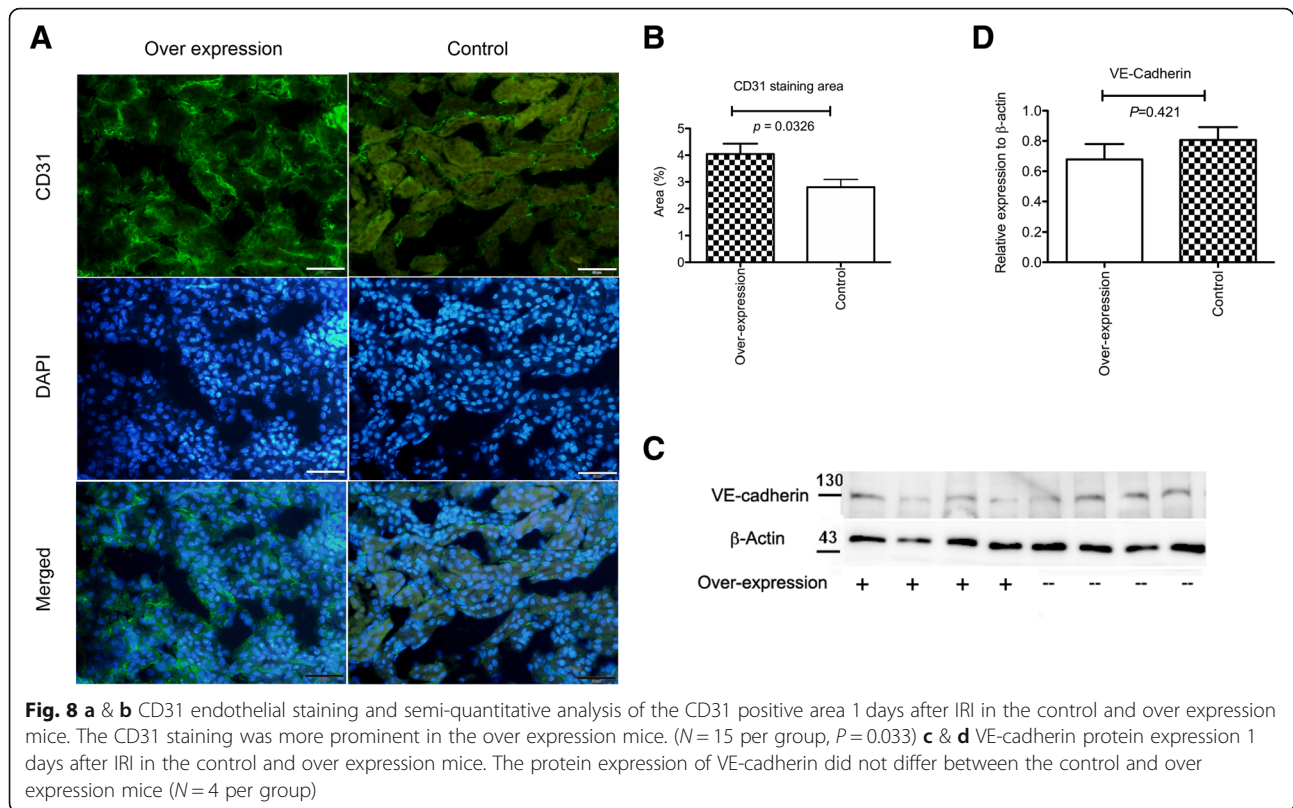 A
Over expression
Control
CD31
DAPI
Merged
B
CD31 staining area
p = 0.0326
Area (%)
5
4
3
2
1
0
Over-expression
Control
D
VE-Cadherin
P=0.421
Relative expression to β-actin
1.0
0.8
0.6
0.4
0.2
0.0
Over-expression
Control
C
VE-cadherin
130
β-Actin
43
Over-expression + + + + -- -- -- --
Fig. 8 a & b CD31 endothelial staining and semi-quantitative analysis of the CD31 positive area 1 days after IRI in the control and over expression
mice. The CD31 staining was more prominent in the over expression mice. (N = 15 per group, P = 0.033) c & d VE-cadherin protein expression 1
days after IRI in the control and over expression mice. The protein expression of VE-cadherin did not differ between the control and over
expression mice (N = 4 per group)